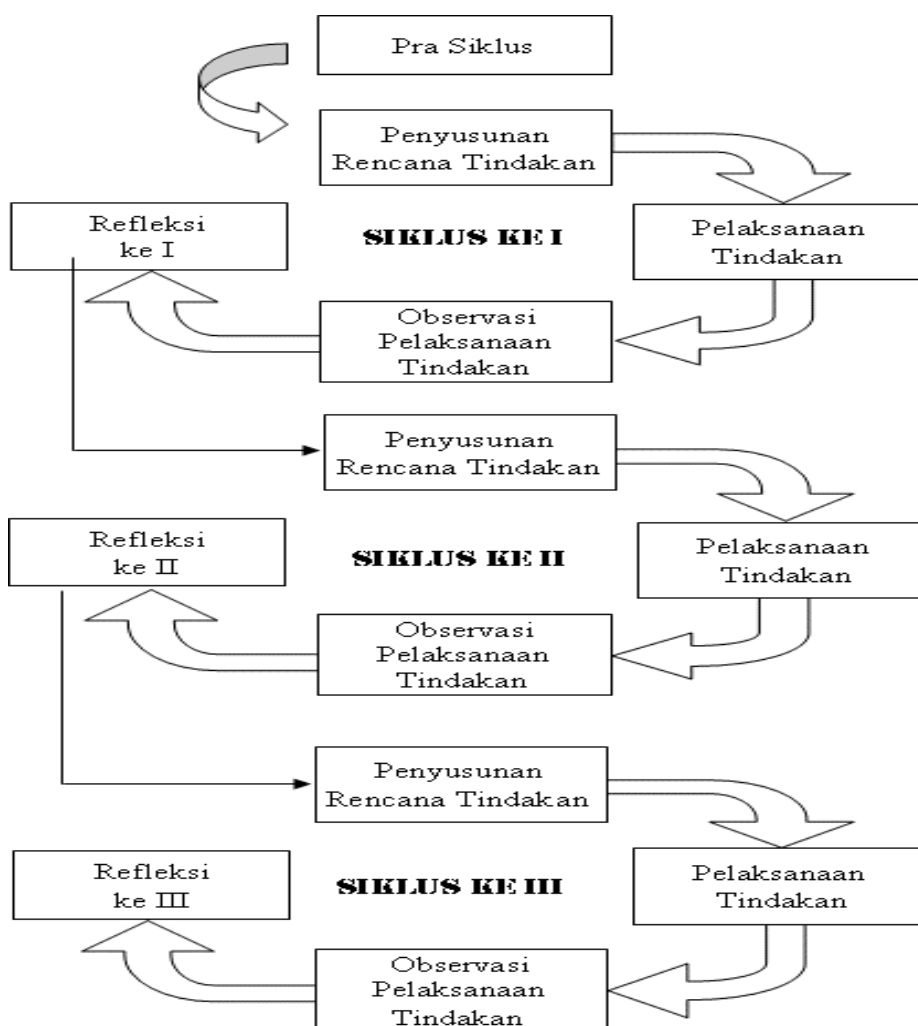 Pra Siklus
Penyusunan
Rencana Tindakan
Refleksi
ke I
SIKLUS KE I
Pelaksanaan
Tindakan
Observasi
Pelaksanaan
Tindakan
Penyusunan
Rencana Tindakan
Refleksi
ke II
SIKLUS KE II
Pelaksanaan
Tindakan
Observasi
Pelaksanaan
Tindakan
Penyusunan
Rencana Tindakan
Refleksi
ke III
SIKLUS KE III
Pelaksanaan
Tindakan
Observasi
Pelaksanaan
Tindakan